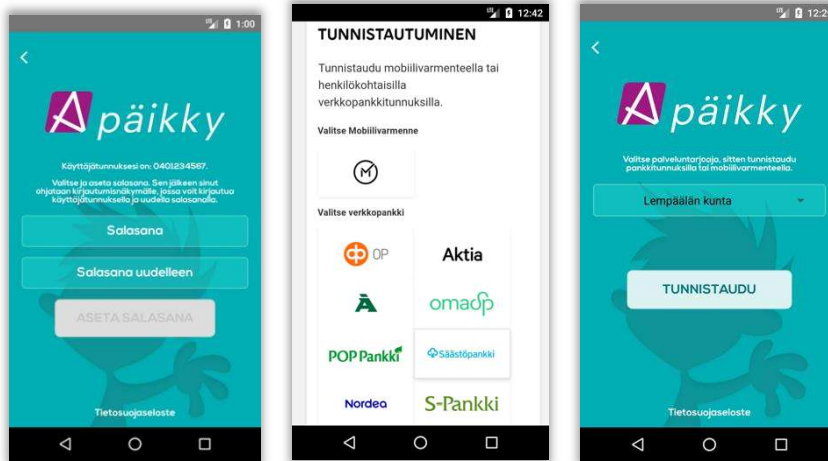 1:00
A päikky
Käyttäjätunnuksesi on: 0401234567.
Valitse ja aseta salasana. Sen jälkeen sinut
ohjataan kirjautumisnäkymälle, jossa voit kirjautua
käyttäjätunnuksella ja uudella salasanalla.
Salasana
Salasana uudelleen
ASETA SALASANA
Tietosuojaseloste
12:42
TUNNISTAUTUMINEN
Tunnistaudu mobiilivarmenteella tai
henkilökohtaisilla
verkkopankkitunnuksilla.
Valitse Mobiilivarmenne
Valitse verkkopankki
OP
Aktia
Å
omasp
POP Pankki
Säästöpankki
Nordea
S-Pankki
A päikky
Valitse palveluntarjoaja, sitten tunnistaudu
pankkitunnuksilla tai mobiilivarmenteella.
Lempäälän kunta
TUNNISTAUDU
Tietosuojaseloste